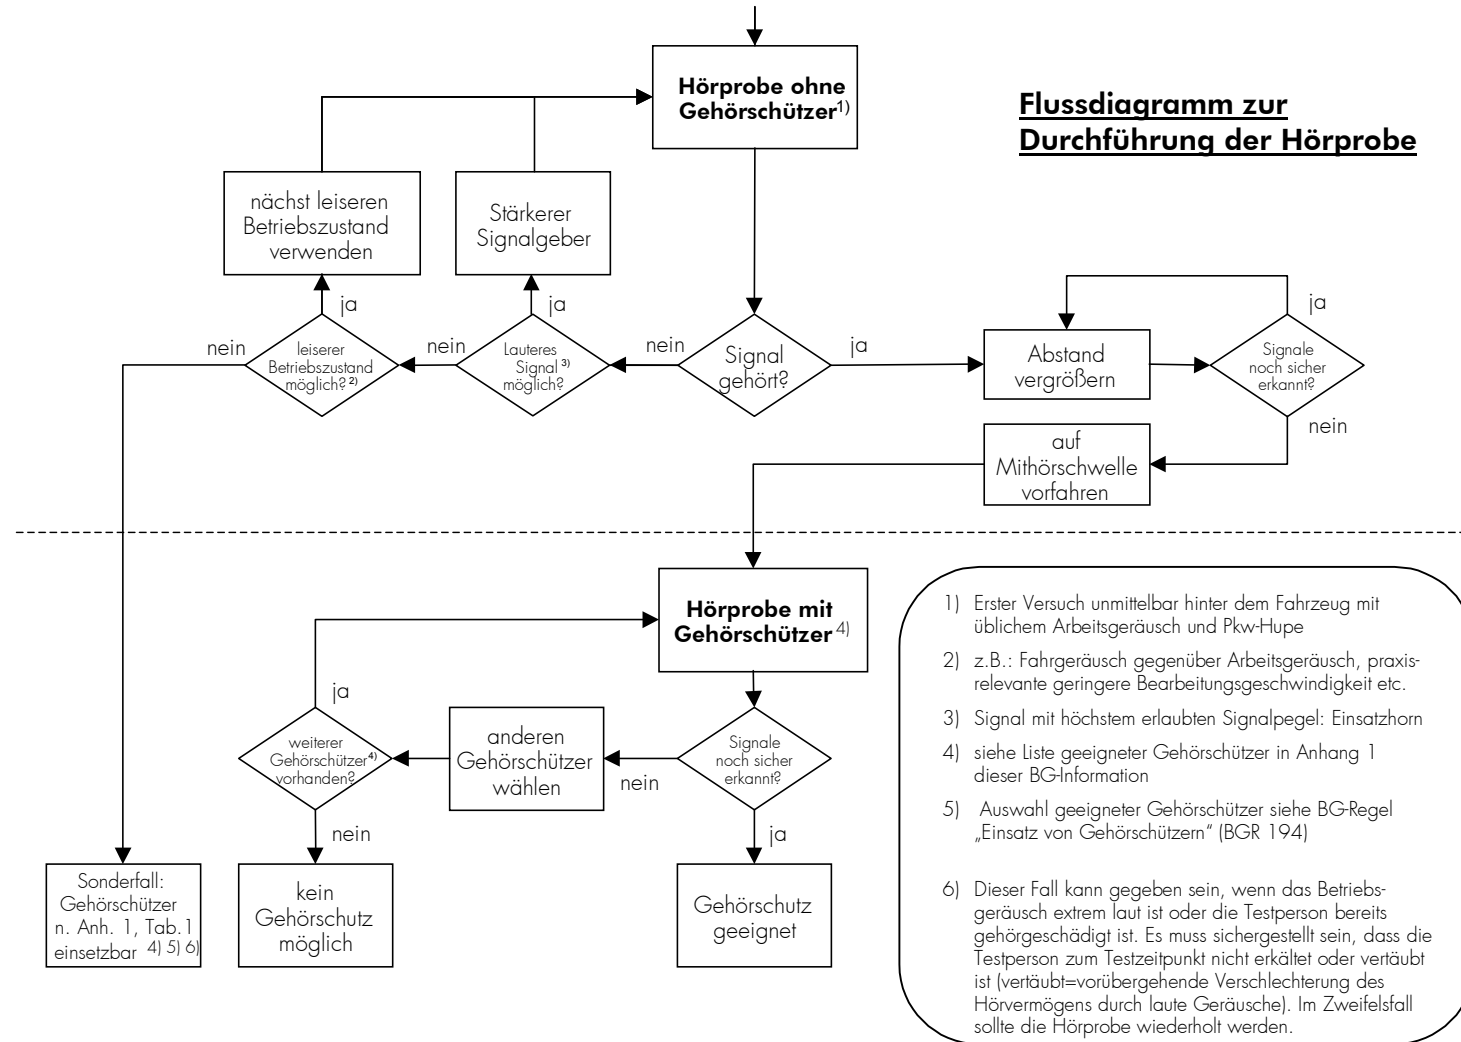 Hörprobe ohne
Gehörschützer1)
Flussdiagramm zur
Durchführung der Hörprobe
nächst leiseren
Betriebszustand
verwenden
Stärkerer
Signalgeber
ja
ja
ja
nein
leiserer
Betriebszustand
möglich? 2)
nein
Lauteres
Signal 3)
möglich?
nein
Signal
gehört?
ja
Abstand
vergrößern
Signale
noch sicher
erkannt?
nein
auf
Mithörschwelle
vorfahren
Hörprobe mit
Gehörschützer 4)
ja
weiterer
Gehörschützer4)
vorhanden?
anderen
Gehörschützer
wählen
nein
Signale
noch sicher
erkannt?
nein
ja
Sonderfall:
Gehörschützer
n. Anh. 1, Tab.1
einsetzbar 4) 5) 6)
kein
Gehörschutz
möglich
Gehörschutz
geeignet
1) Erster Versuch unmittelbar hinter dem Fahrzeug mit
üblichem Arbeitsgeräusch und Pkw-Hupe
2) z.B.: Fahrgeräusch gegenüber Arbeitsgeräusch, praxis-
relevante geringere Bearbeitungsgeschwindigkeit etc.
3) Signal mit höchstem erlaubten Signalpegel: Einsatzhorn
4) siehe Liste geeigneter Gehörschützer in Anhang 1
dieser BG-Information
5) Auswahl geeigneter Gehörschützer siehe BG-Regel
„Einsatz von Gehörschützern“ (BGR 194)
6) Dieser Fall kann gegeben sein, wenn das Betriebs-
geräusch extrem laut ist oder die Testperson bereits
gehörgeschädigt ist. Es muss sichergestellt sein, dass die
Testperson zum Testzeitpunkt nicht erkältet oder vertäubt
ist (vertäubt=vorübergehende Verschlechterung des
Hörvermögens durch laute Geräusche). Im Zweifelsfall
sollte die Hörprobe wiederholt werden.